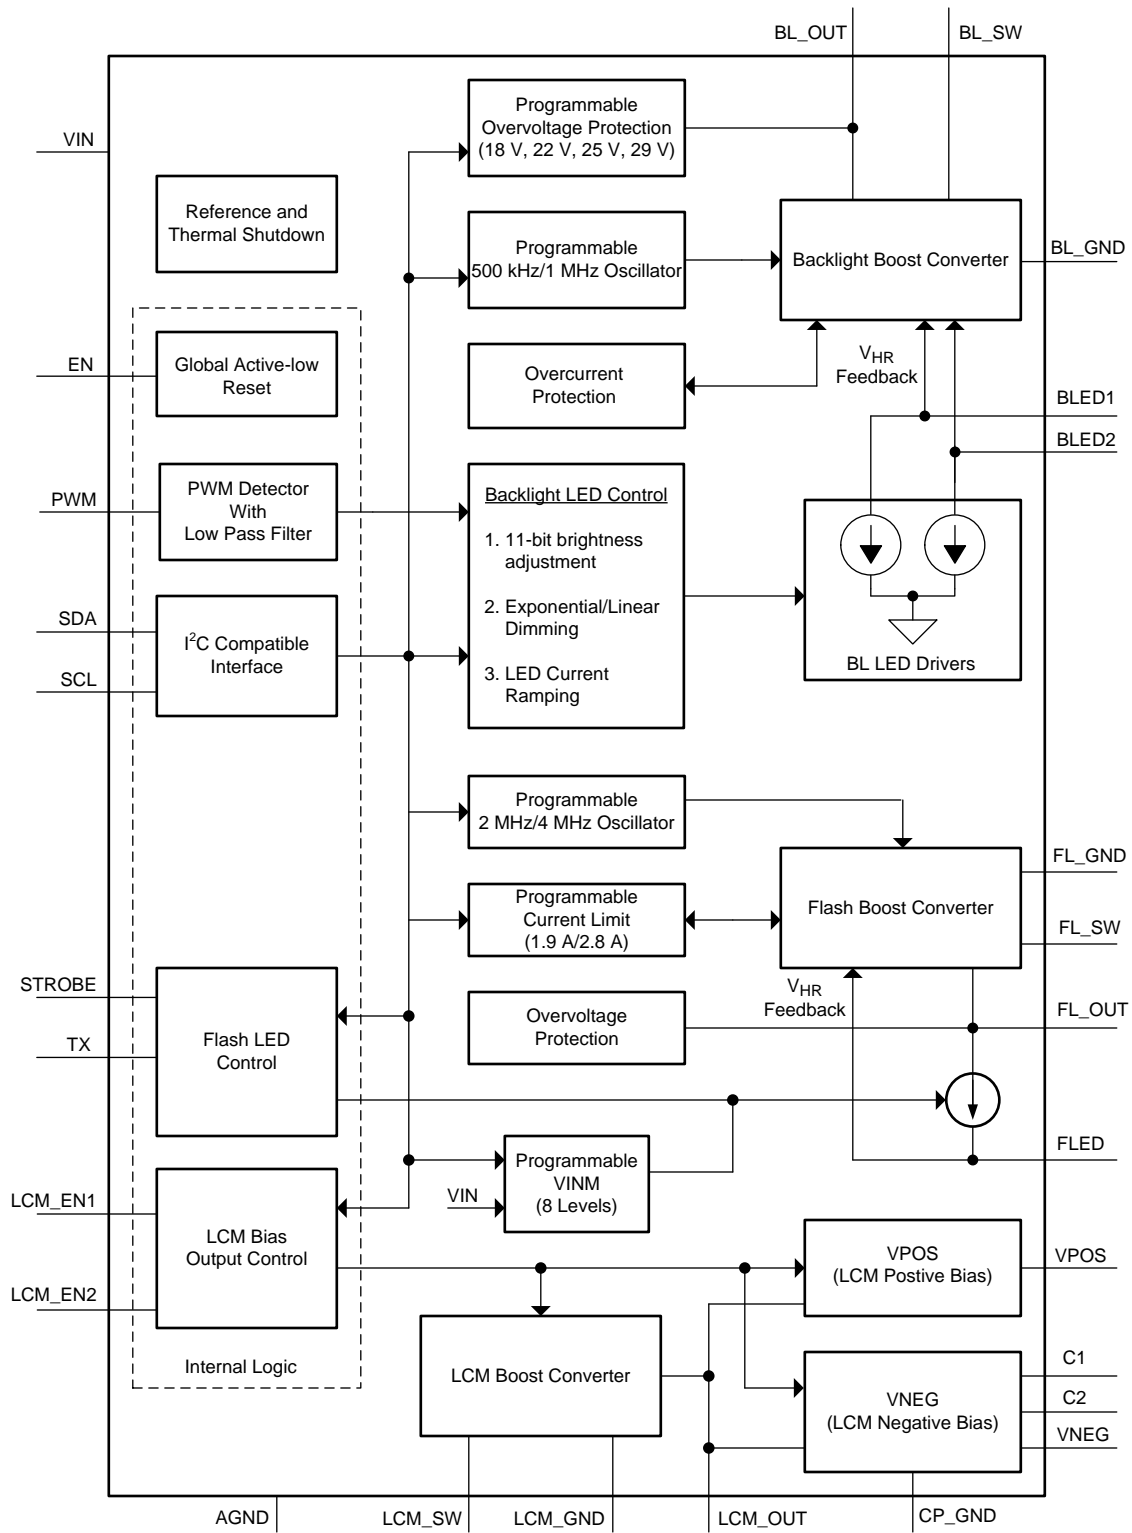 BL_OUT
BL_SW
VIN
Programmable
Overvoltage Protection
(18 V, 22 V, 25 V, 29 V)
Reference and
Thermal Shutdown
Programmable
500 kHz/1 MHz Oscillator
Backlight Boost Converter
BL_GND
EN
Global Active-low
Reset
Overcurrent
Protection
VHR
Feedback
BLED1
BLED2
PWM
PWM Detector
With
Low Pass Filter
Backlight LED Control
1. 11-bit brightness
adjustment
2. Exponential/Linear
Dimming
3. LED Current
Ramping
BL LED Drivers
SDA
SCL
I2C Compatible
Interface
Programmable
2 MHz/4 MHz Oscillator
Programmable
Current Limit
(1.9 A/2.8 A)
Flash Boost Converter
FL_GND
FL_SW
STROBE
TX
Flash LED
Control
Overvoltage
Protection
VHR
Feedback
FL_OUT
FLED
Programmable
VINM
(8 Levels)
VIN
LCM_EN1
LCM_EN2
LCM Bias
Output Control
VPOS
(LCM Postive Bias)
VPOS
Internal Logic
LCM Boost Converter
VNEG
(LCM Negative Bias)
C1
C2
VNEG
AGND
LCM_SW
LCM_GND
LCM_OUT
CP_GND